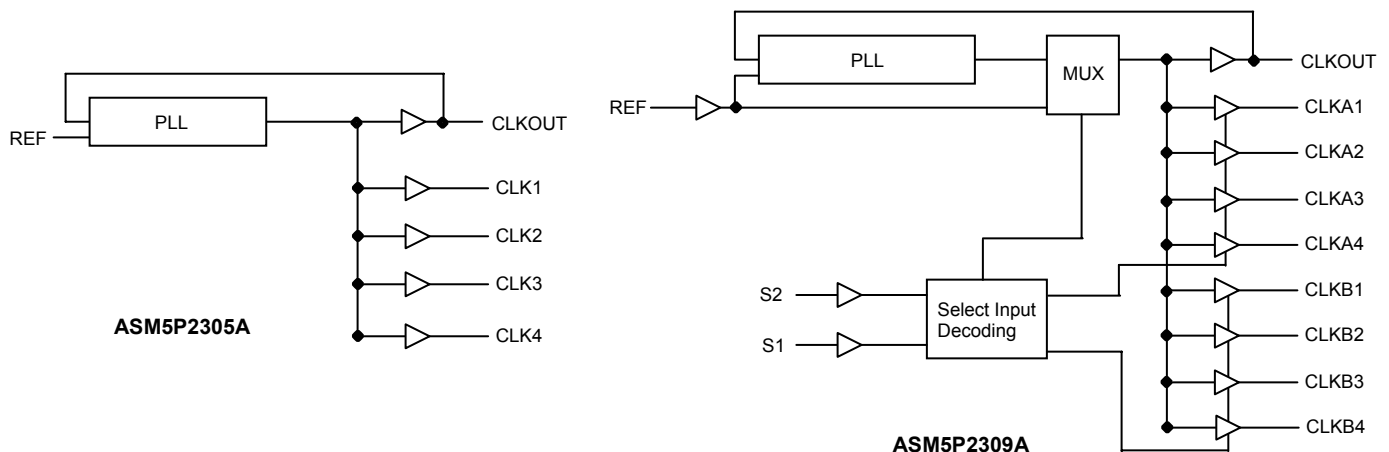 PLL
REF
CLKOUT
CLK1
CLK2
CLK3
CLK4
ASM5P2305A
PLL
MUX
REF
CLKOUT
CLKA1
CLKA2
CLKA3
CLKA4
S2
S1
Select Input
Decoding
CLKB1
CLKB2
CLKB3
CLKB4
ASM5P2309A